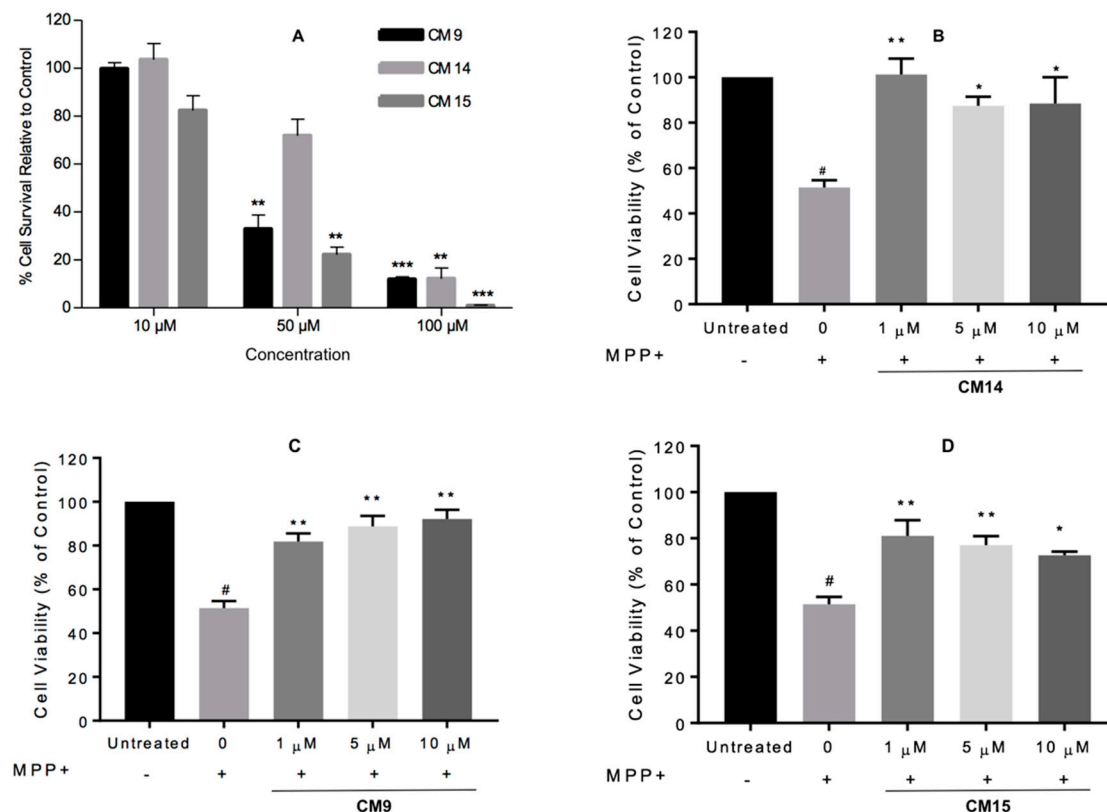 A
% Cell Survival Relative to Control
120
100
80
60
40
20
0
CM 9
CM 14
CM 15
**
**
***
**
***
10 µM 50 µM 100 µM
Concentration
B
Cell Viability (% of Control)
120
100
80
60
40
20
0
#
**
*
*
Untreated 0 1 µM 5 µM 10 µM
MPP+ - + + + +
CM14
C
Cell Viability (% of Control)
120
100
80
60
40
20
0
#
**
**
**
Untreated 0 1 µM 5 µM 10 µM
MPP+ - + + + +
CM9
D
Cell Viability (% of Control)
120
100
80
60
40
20
0
#
**
**
*
Untreated 0 1 µM 5 µM 10 µM
MPP+ - + + + +
CM15